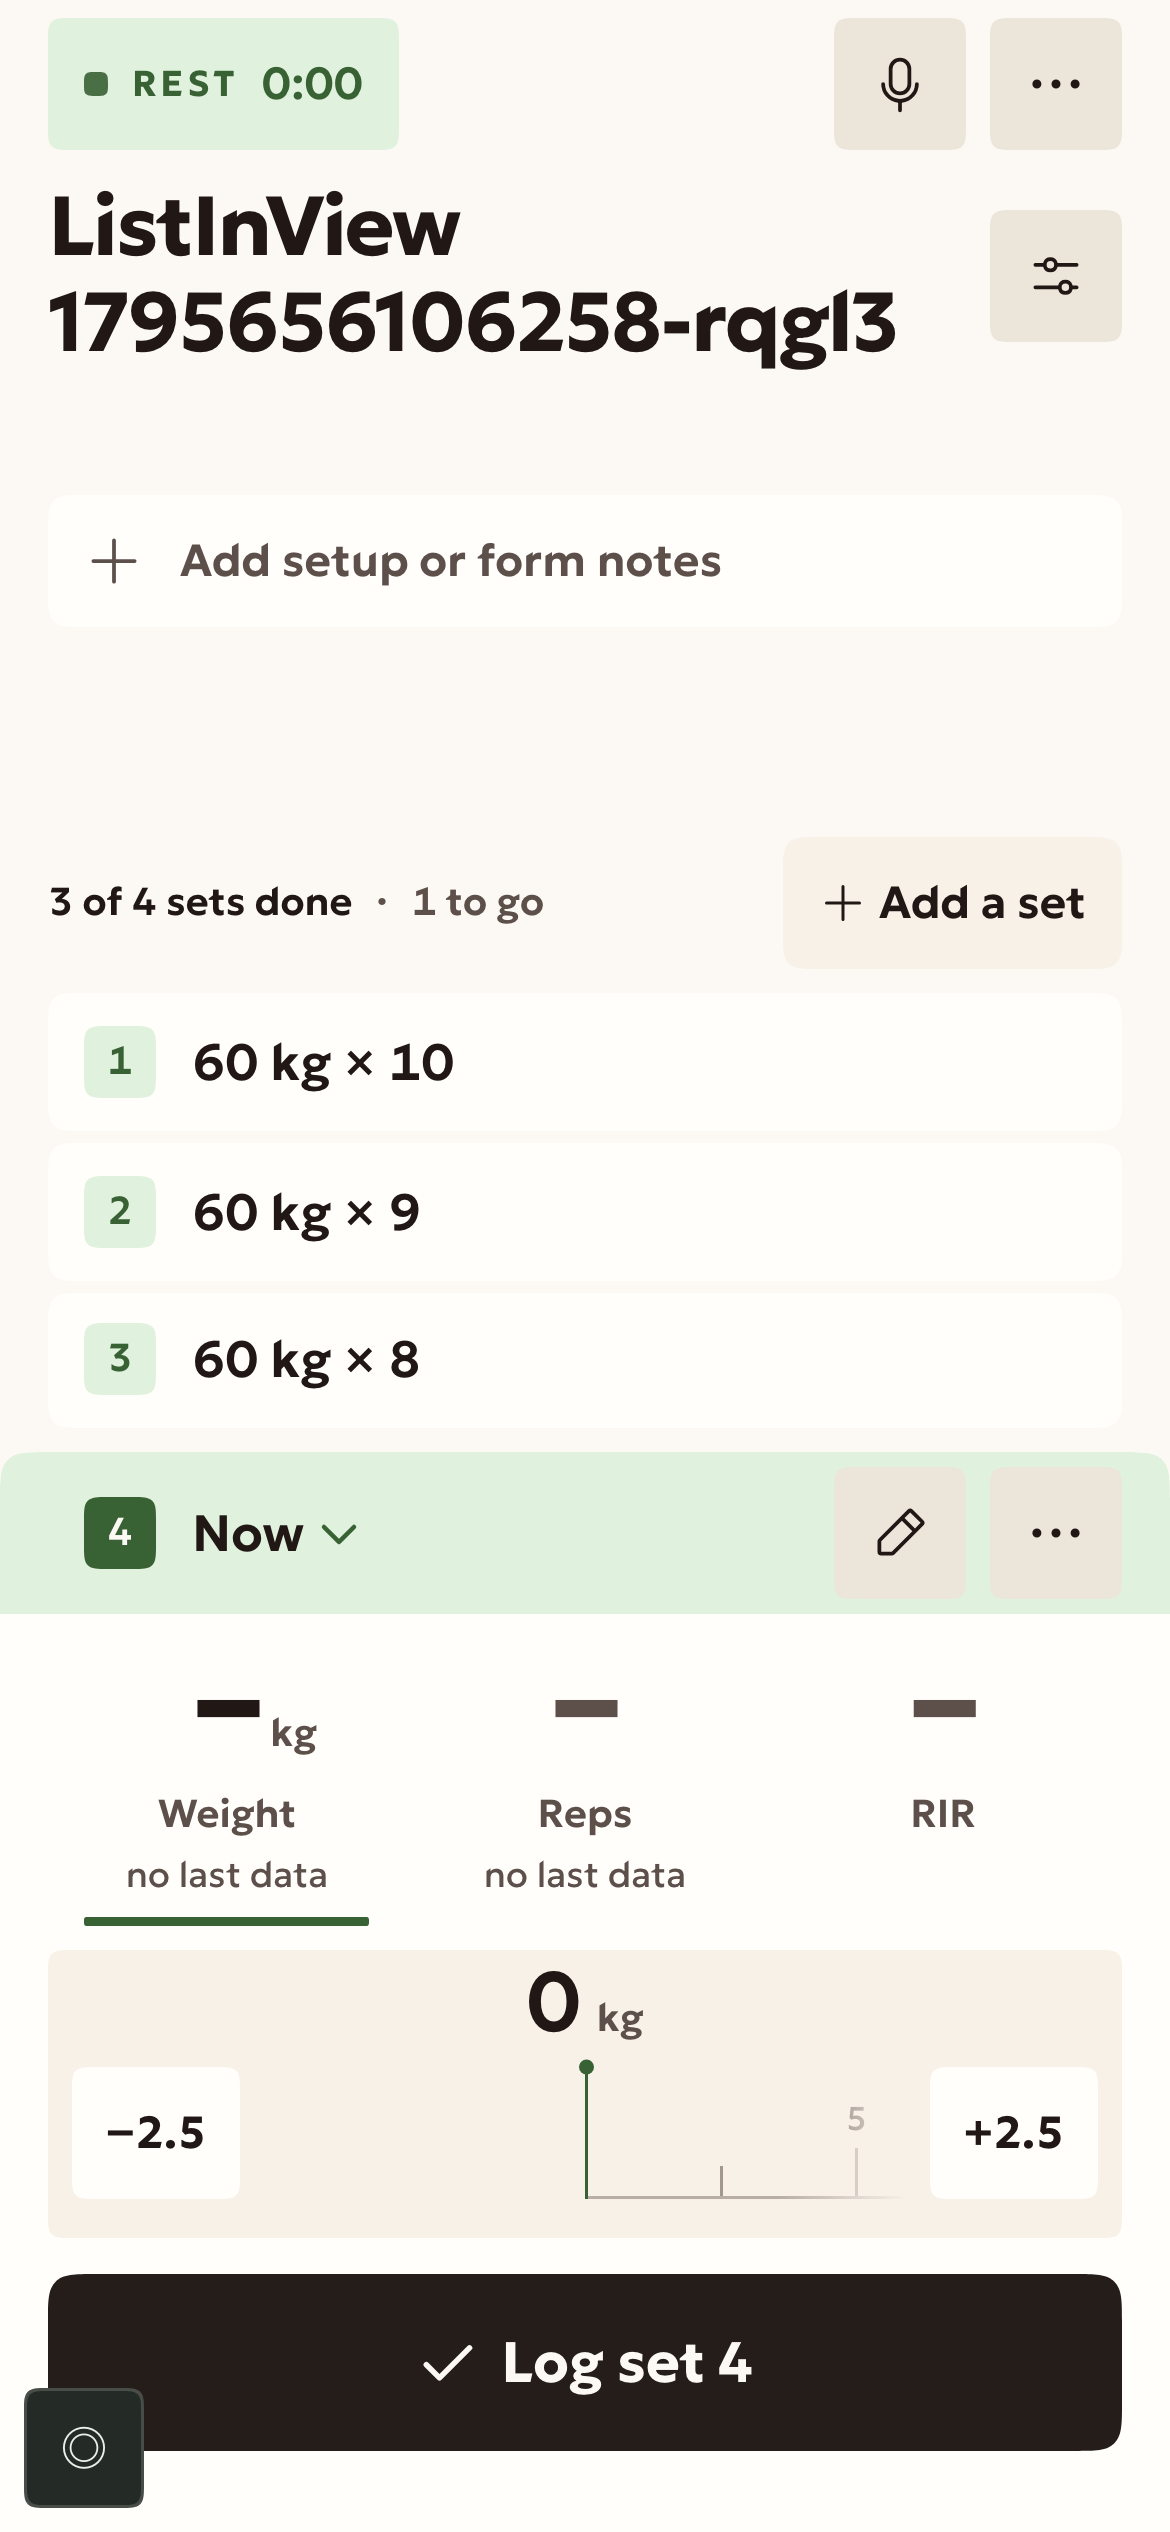 REST 0:00
ListInView
1795656106258-rqgl3
Add setup or form notes
3 of 4 sets done · 1 to go
+ Add a set
1 60 kg × 10
2 60 kg × 9
3 60 kg × 8
4 Now
– kg – –
Weight Reps RIR
no last data no last data
0 kg
5
−2.5 +2.5
Log set 4